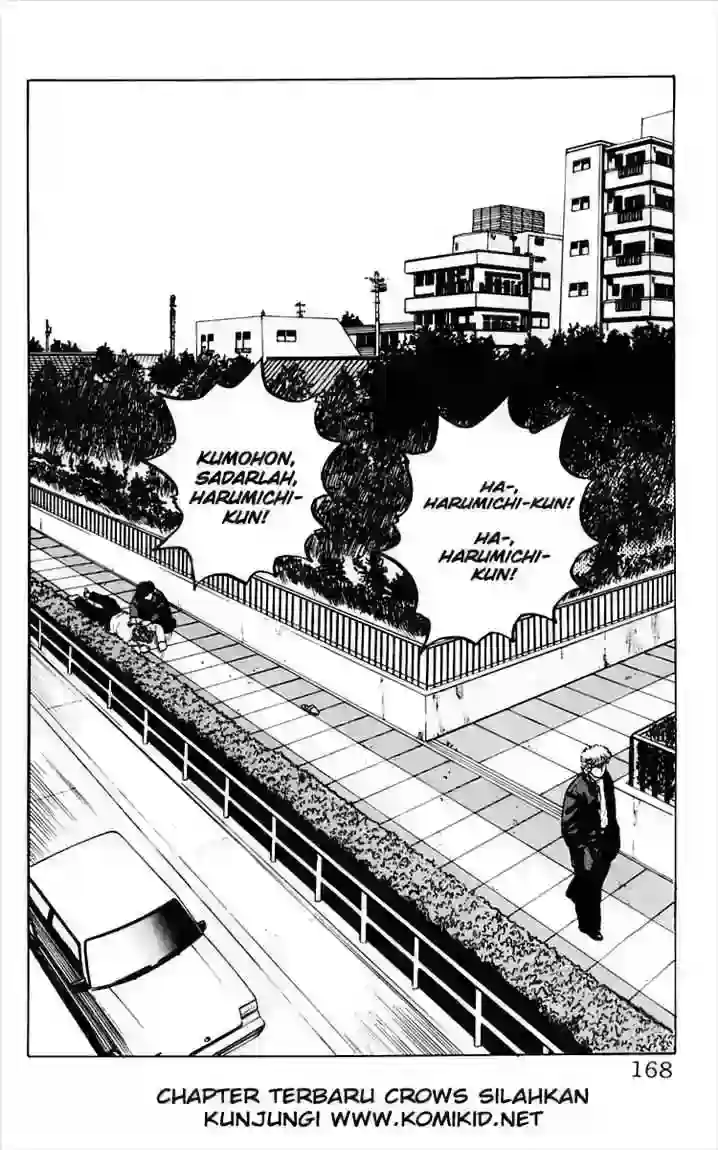 HA-,
HARUMICHI-KUN!
HA-,
HARUMICHI-
KUN!
KUMOHON,
SADARLAH,
HARUMICHI-
KUN!
168
CHAPTER TERBARU CROWS SILAHKAN
KUNJUNGI WWW.KOMIKID.NET